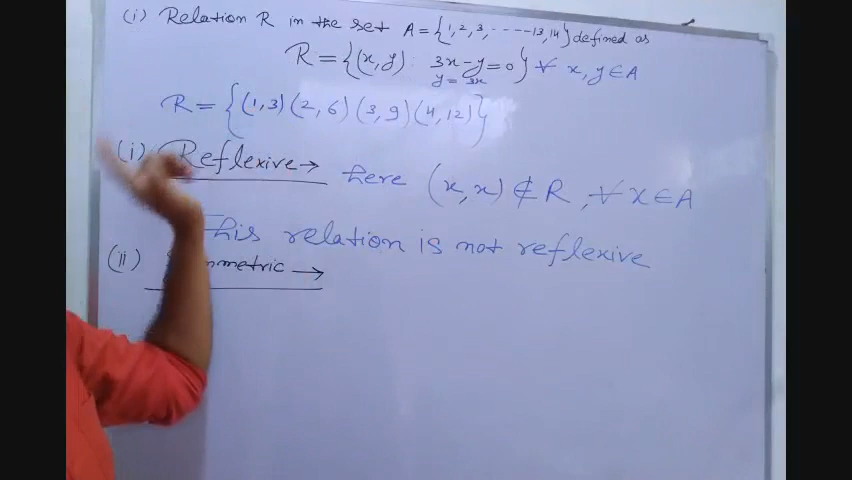 (i) Relation R in the set A = {1, 2, 3, ----13, 14} defined as
R = {(x, y) : 3x - y = 0} ∀ x, y ∈ A
y = 3x
R = {(1, 3) (2, 6) (3, 9) (4, 12)}
(i) Reflexive → here (x, x) ∉ R, ∀ x ∈ A
This relation is not reflexive
(ii) mmetric →